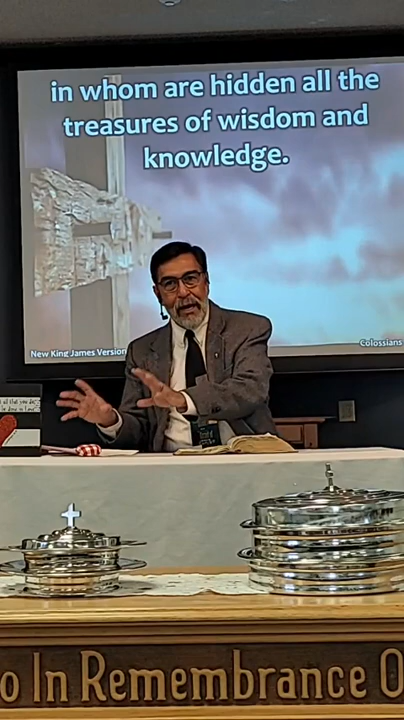 in whom are hidden all the
treasures of wisdom and
knowledge.
New King James Version
Colossians
o In Remembrance O